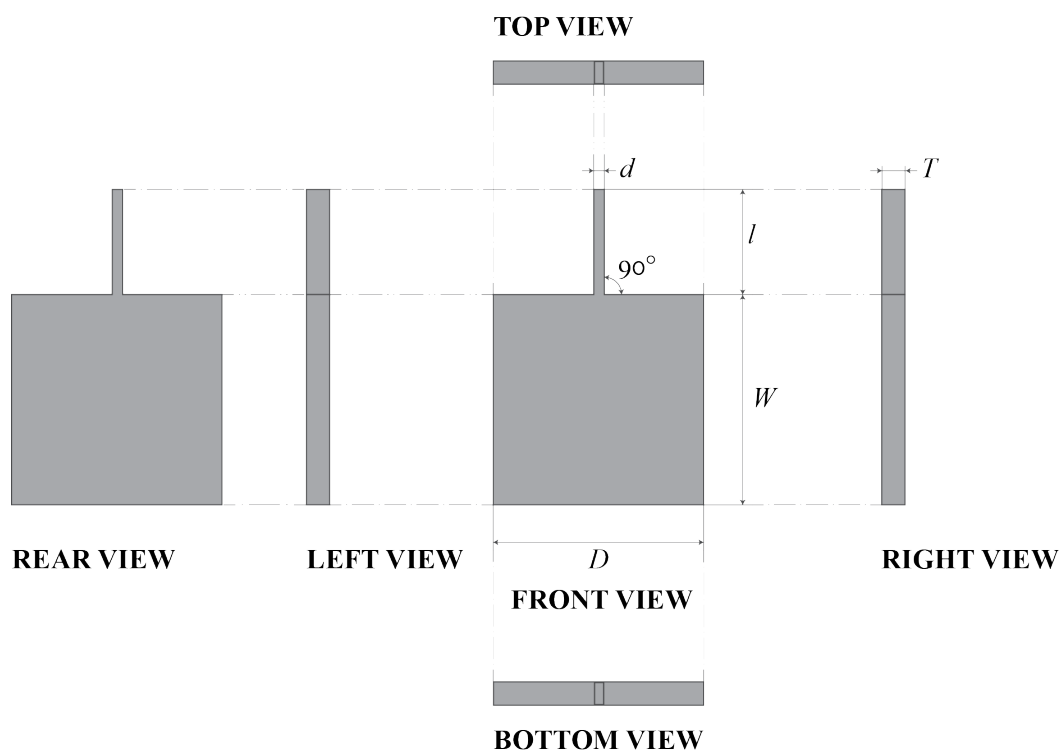 TOP VIEW
d
T
l
90°
W
REAR VIEW
LEFT VIEW
D
RIGHT VIEW
FRONT VIEW
BOTTOM VIEW